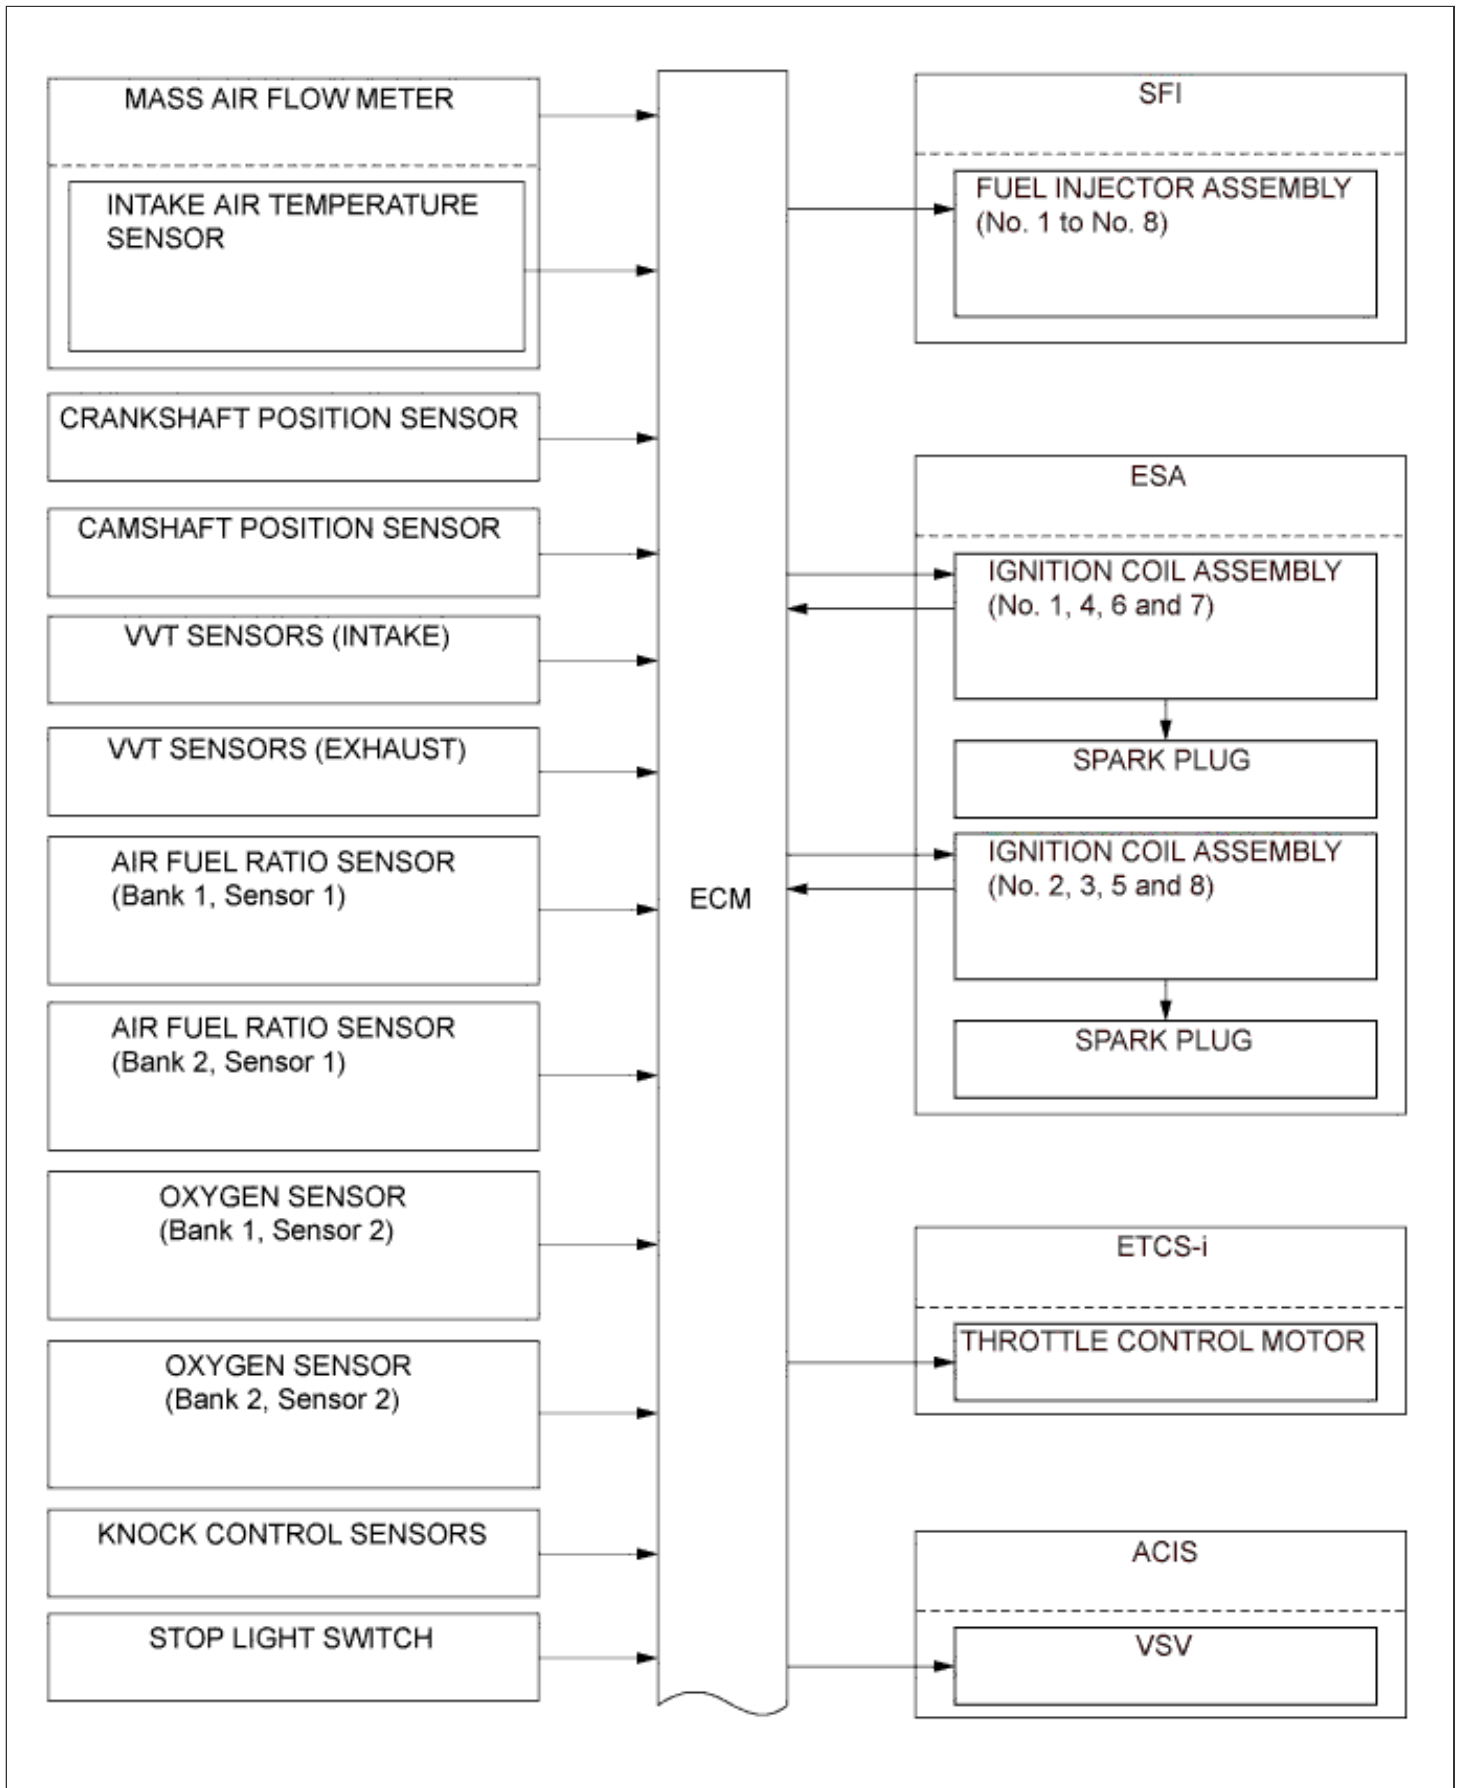 MASS AIR FLOW METER
INTAKE AIR TEMPERATURE
SENSOR
CRANKSHAFT POSITION SENSOR
CAMSHAFT POSITION SENSOR
VVT SENSORS (INTAKE)
VVT SENSORS (EXHAUST)
AIR FUEL RATIO SENSOR
(Bank 1, Sensor 1)
AIR FUEL RATIO SENSOR
(Bank 2, Sensor 1)
OXYGEN SENSOR
(Bank 1, Sensor 2)
OXYGEN SENSOR
(Bank 2, Sensor 2)
KNOCK CONTROL SENSORS
STOP LIGHT SWITCH
ECM
SFI
FUEL INJECTOR ASSEMBLY
(No. 1 to No. 8)
ESA
IGNITION COIL ASSEMBLY
(No. 1, 4, 6 and 7)
SPARK PLUG
IGNITION COIL ASSEMBLY
(No. 2, 3, 5 and 8)
SPARK PLUG
ETCS-i
THROTTLE CONTROL MOTOR
ACIS
VSV